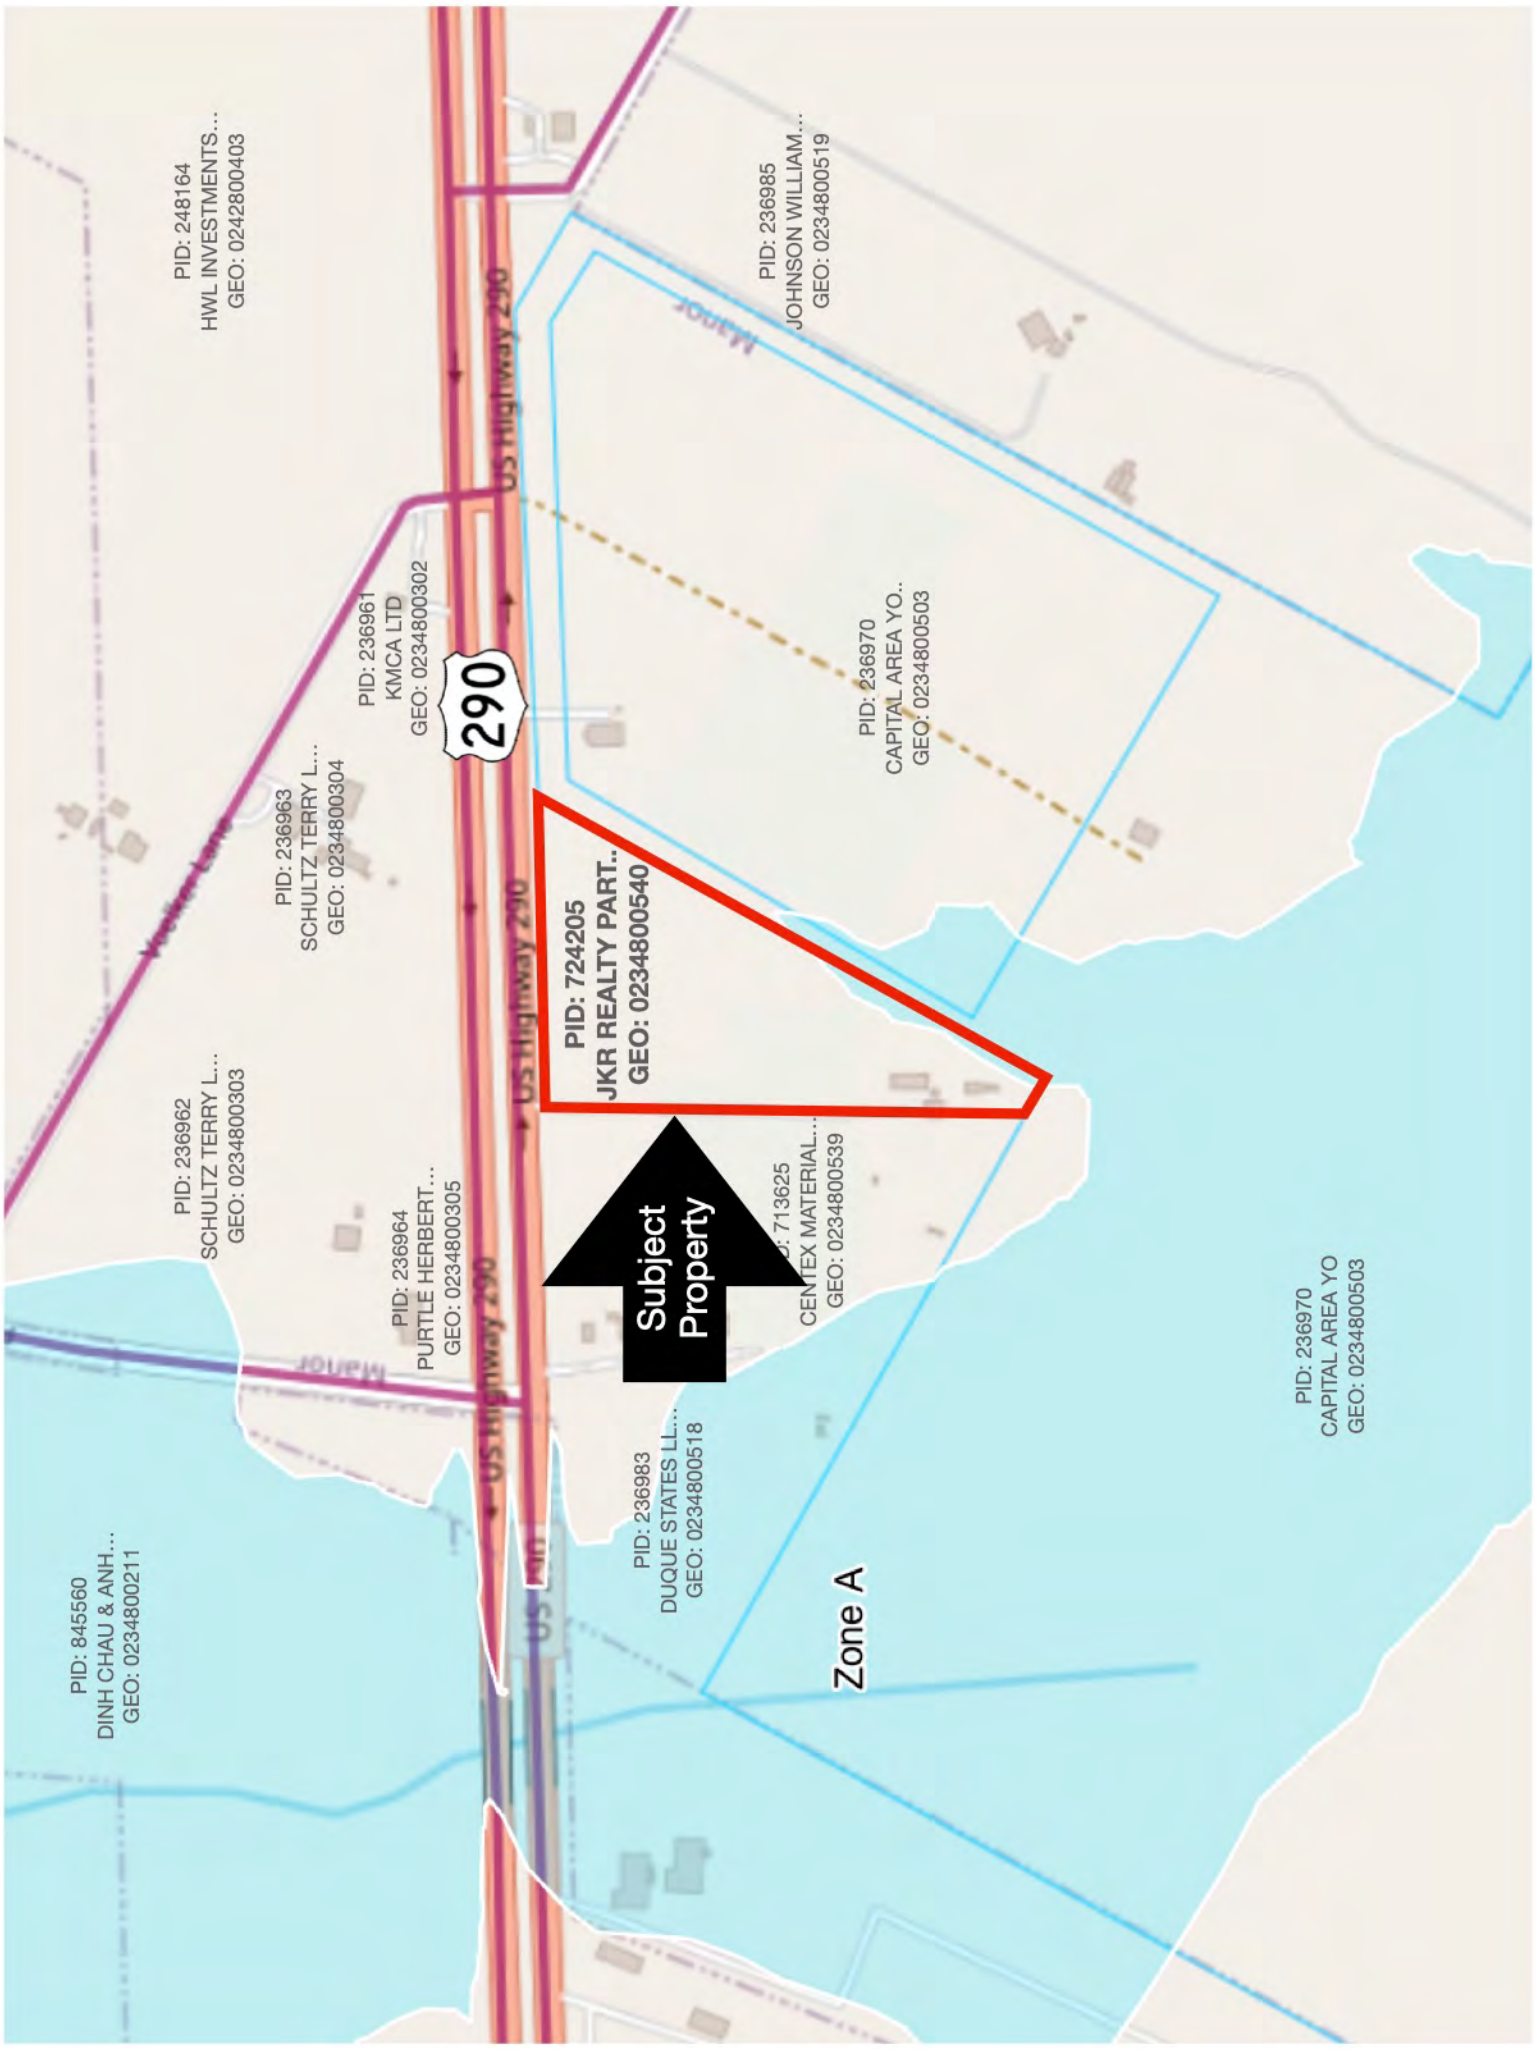 PID: 845560
DINH CHAU & ANH...
GEO: 0234800211
PID: 236962
SCHULTZ TERRY L...
GEO: 0234800303
PID: 248164
HWL INVESTMENTS...
GEO: 0242800403
Voelker Lane
PID: 236963
SCHULTZ TERRY L...
GEO: 0234800304
Manor
PID: 236964
PURTLE HERBERT...
GEO: 0234800305
PID: 236961
KMCA LTD
GEO: 0234800302
290
US Highway 290
US Highway 290
US Highway 290
US 290
PID: 724205
JKR REALTY PART..
GEO: 0234800540
Subject
Property
PID: 236983
DUQUE STATES LL...
GEO: 0234800518
Manor
PID: 236985
JOHNSON WILLIAM...
GEO: 0234800519
D: 713625
CENTEX MATERIAL...
GEO: 0234800539
PID: 236970
CAPITAL AREA YO..
GEO: 0234800503
Zone A
PID: 236970
CAPITAL AREA YO
GEO: 0234800503